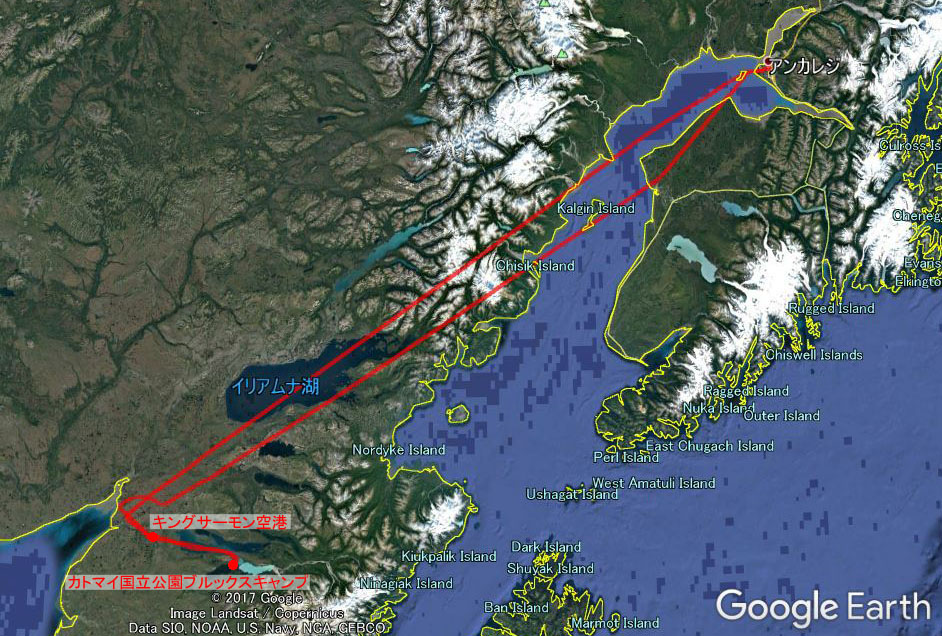 アンカレジ
Culross Is
Kalgin Island
Cheneg
Chisik Island
Evans
Elringto
Rugged Island
Chiswell Islands
イリアムナ湖
Ragged Island
Nuka Island
Outer Island
Nordyke Island
East Chugach Island
Perl Island
West Amatuli Island
Ushagat Island
キングサーモン空港
Dark Island
Kiukpalik Island
Shuyak Island
カトマイ国立公園ブルックスキャンプ
Ninagiak Island
© 2017 Google
Image Landsat / Copernicus
Data SIO, NOAA, U.S. Navy, NGA, GEBCO
Ban Island
Marmot Island
Google Earth